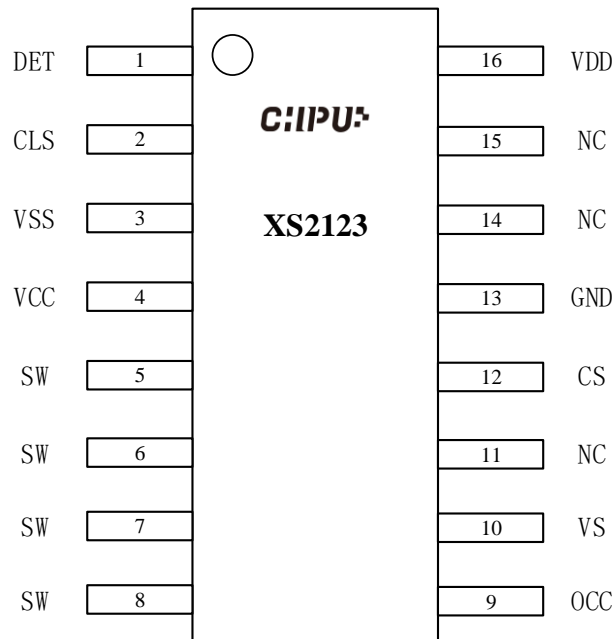 DET 1 16 VDD
CHIPUP
CLS 2 15 NC
VSS 3 XS2123 14 NC
VCC 4 13 GND
SW 5 12 CS
SW 6 11 NC
SW 7 10 VS
SW 8 9 OCC